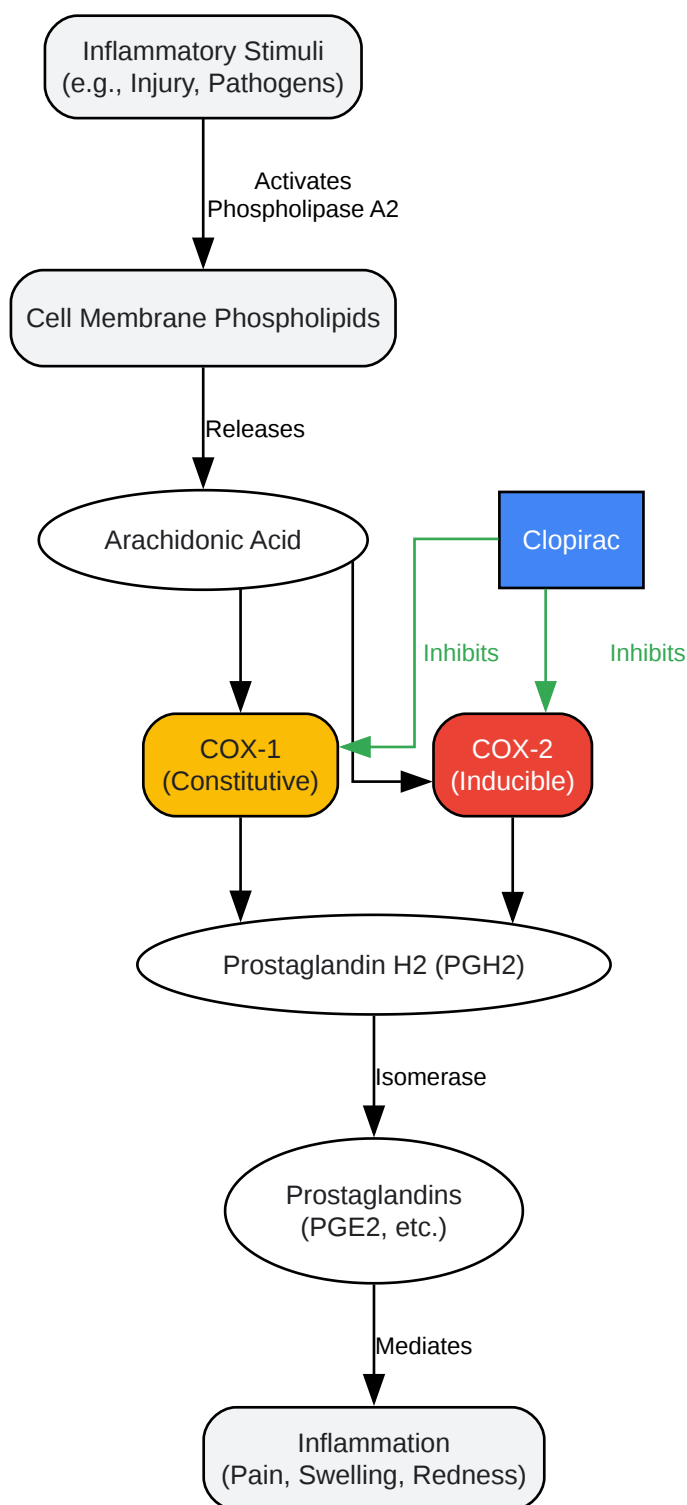 Inflammatory Stimuli
(e.g., Injury, Pathogens)
Activates
Phospholipase A2
Cell Membrane Phospholipids
Releases
Arachidonic Acid
Clopirac
Inhibits
Inhibits
COX-1
(Constitutive)
COX-2
(Inducible)
Prostaglandin H2 (PGH2)
Isomerase
Prostaglandins
(PGE2, etc.)
Mediates
Inflammation
(Pain, Swelling, Redness)